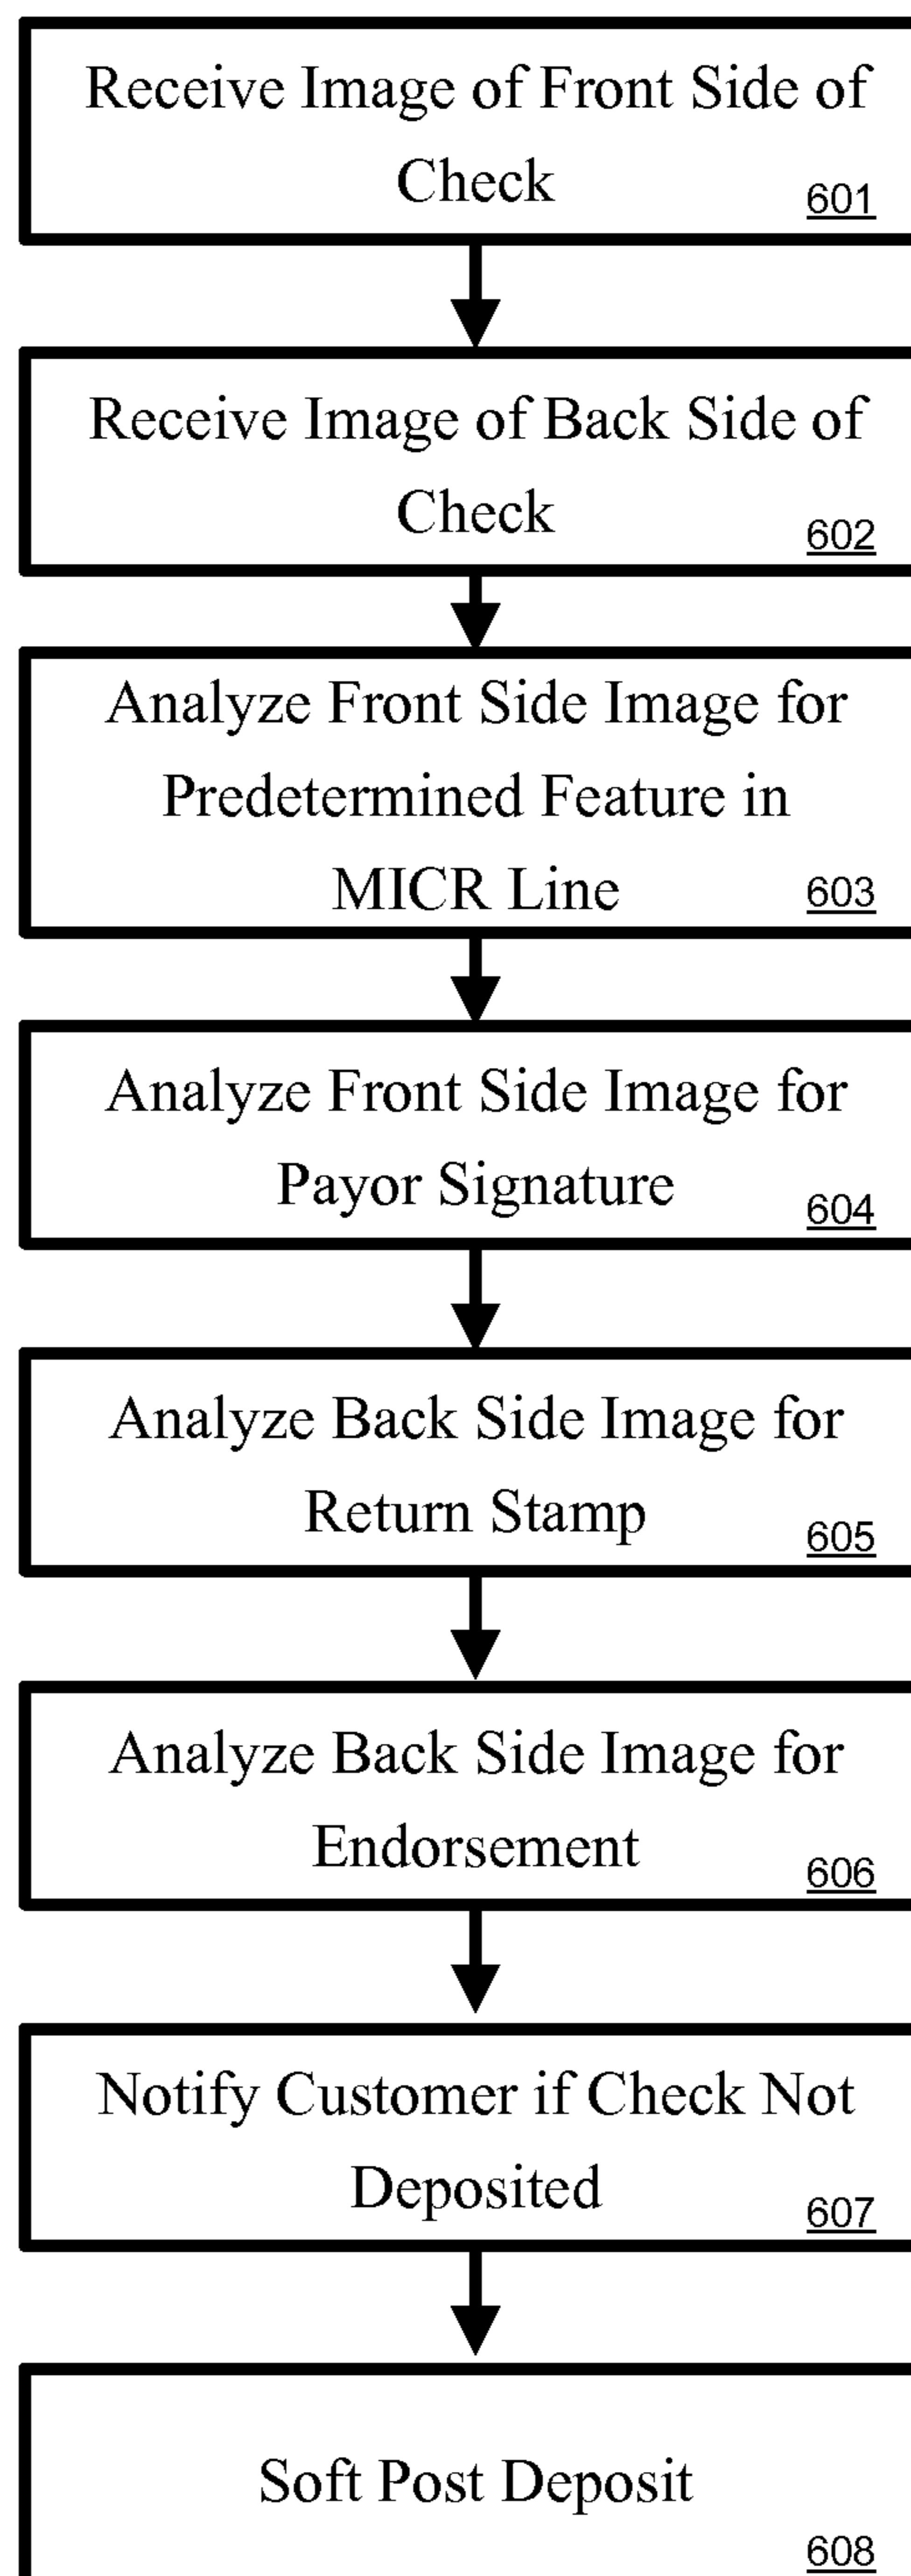 Receive Image of Front Side of
Check
601
Receive Image of Back Side of
Check
602
Analyze Front Side Image for
Predetermined Feature in
MICR Line
603
Analyze Front Side Image for
Payor Signature
604
Analyze Back Side Image for
Return Stamp
605
Analyze Back Side Image for
Endorsement
606
Notify Customer if Check Not
Deposited
607
Soft Post Deposit
608